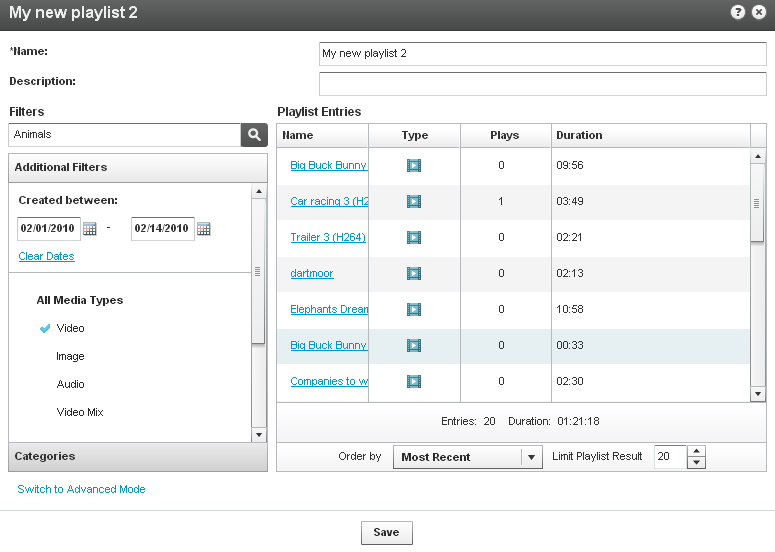 My new playlist 2
*Name:
My new playlist 2
Description:
Filters
Animals
Additional Filters
Created between:
02/01/2010 - 02/14/2010
Clear Dates
All Media Types
Video
Image
Audio
Video Mix
Categories
Switch to Advanced Mode
Playlist Entries
Name Type Plays Duration
Big Buck Bunny 0 09:56
Car racing 3 (H2 1 03:49
Trailer 3 (H264) 0 02:21
dartmoor 0 02:13
Elephants Dream 0 10:58
Big Buck Bunny 0 00:33
Companies to w 0 02:30
Entries: 20 Duration: 01:21:18
Order by Most Recent Limit Playlist Result 20
Save